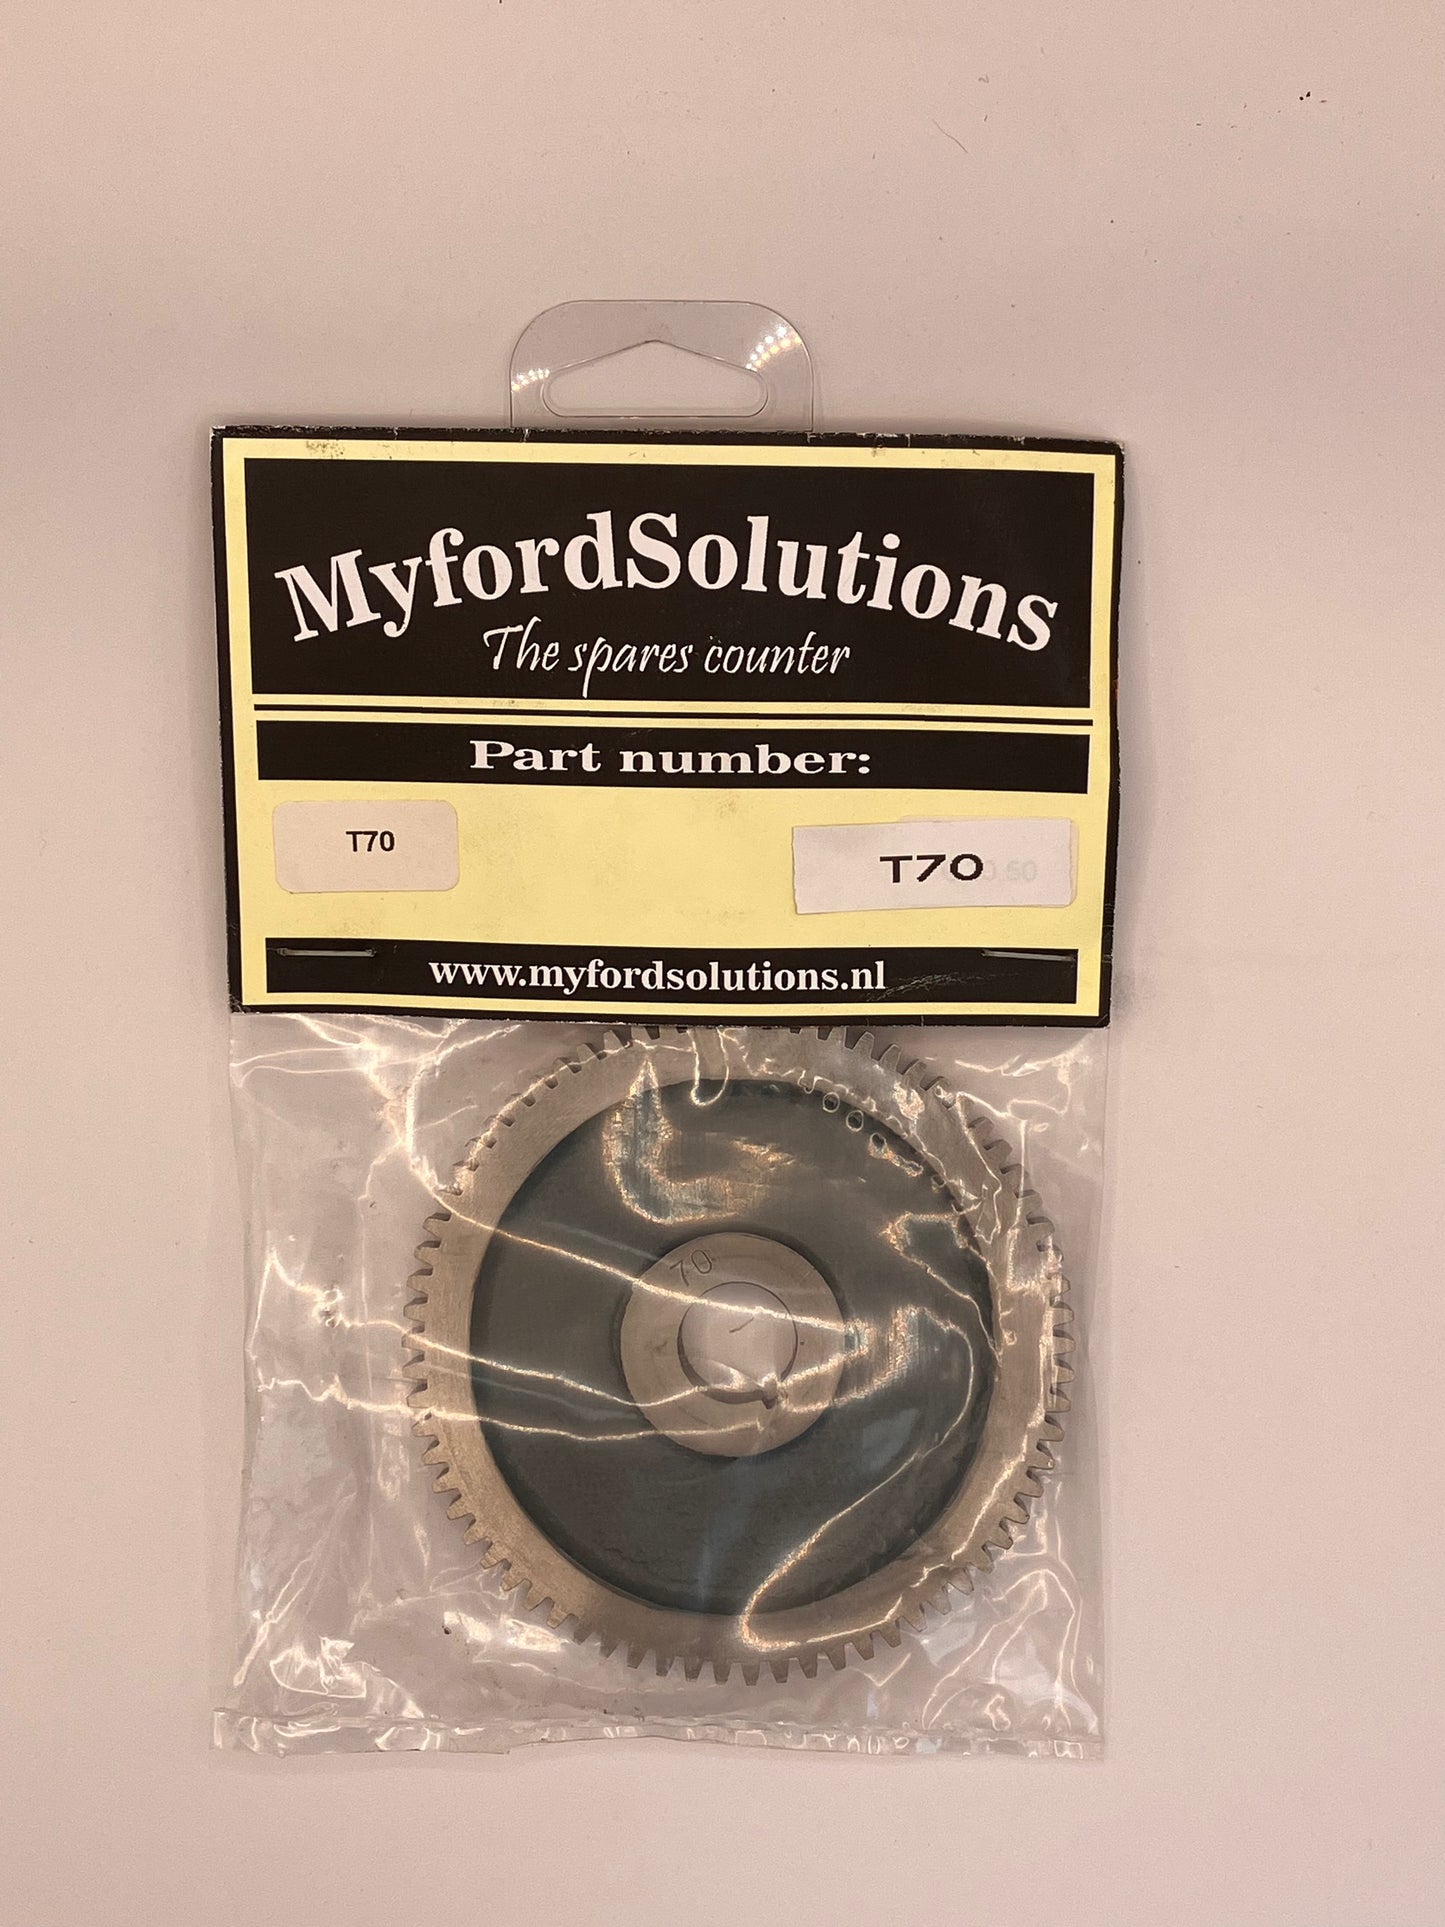 MyfordSolutions
The spares counter
Part number:
T70
T70
www.myfordsolutions.nl
70